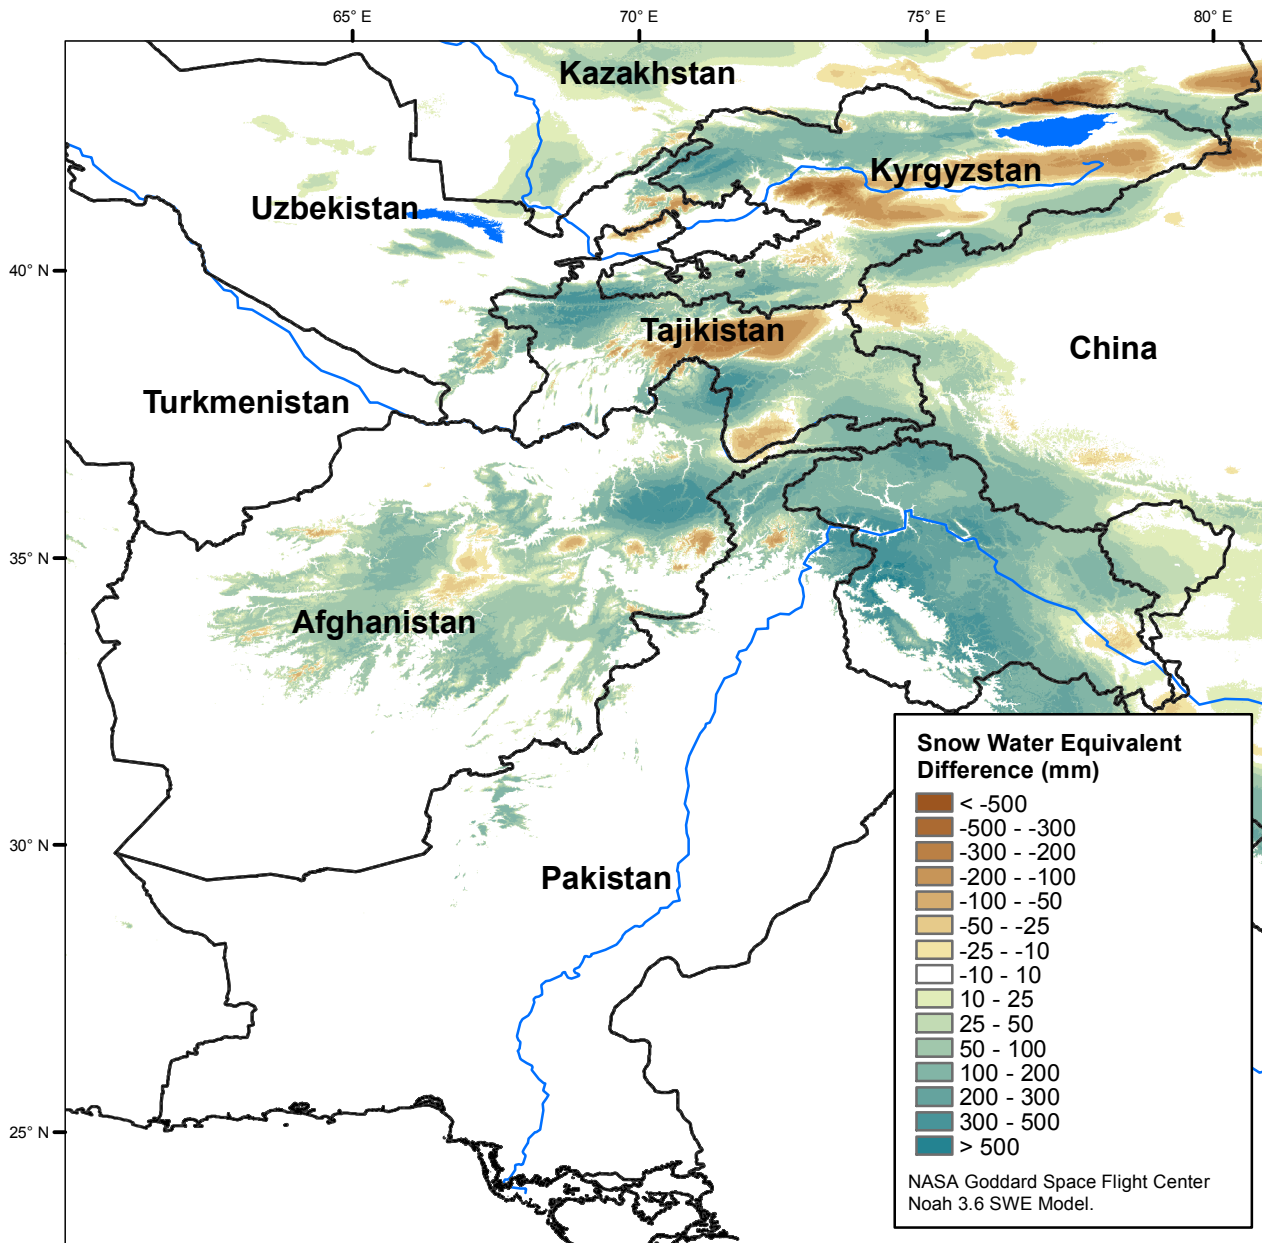 65° E
70° E
75° E
80° E
Kazakhstan
Kyrgyzstan
Uzbekistan
40° N
Tajikistan
China
Turkmenistan
35° N
Afghanistan
30° N
Pakistan
25° N
Snow Water Equivalent
Difference (mm)
< -500
-500 - -300
-300 - -200
-200 - -100
-100 - -50
-50 - -25
-25 - -10
-10 - 10
10 - 25
25 - 50
50 - 100
100 - 200
200 - 300
300 - 500
> 500
NASA Goddard Space Flight Center
Noah 3.6 SWE Model.